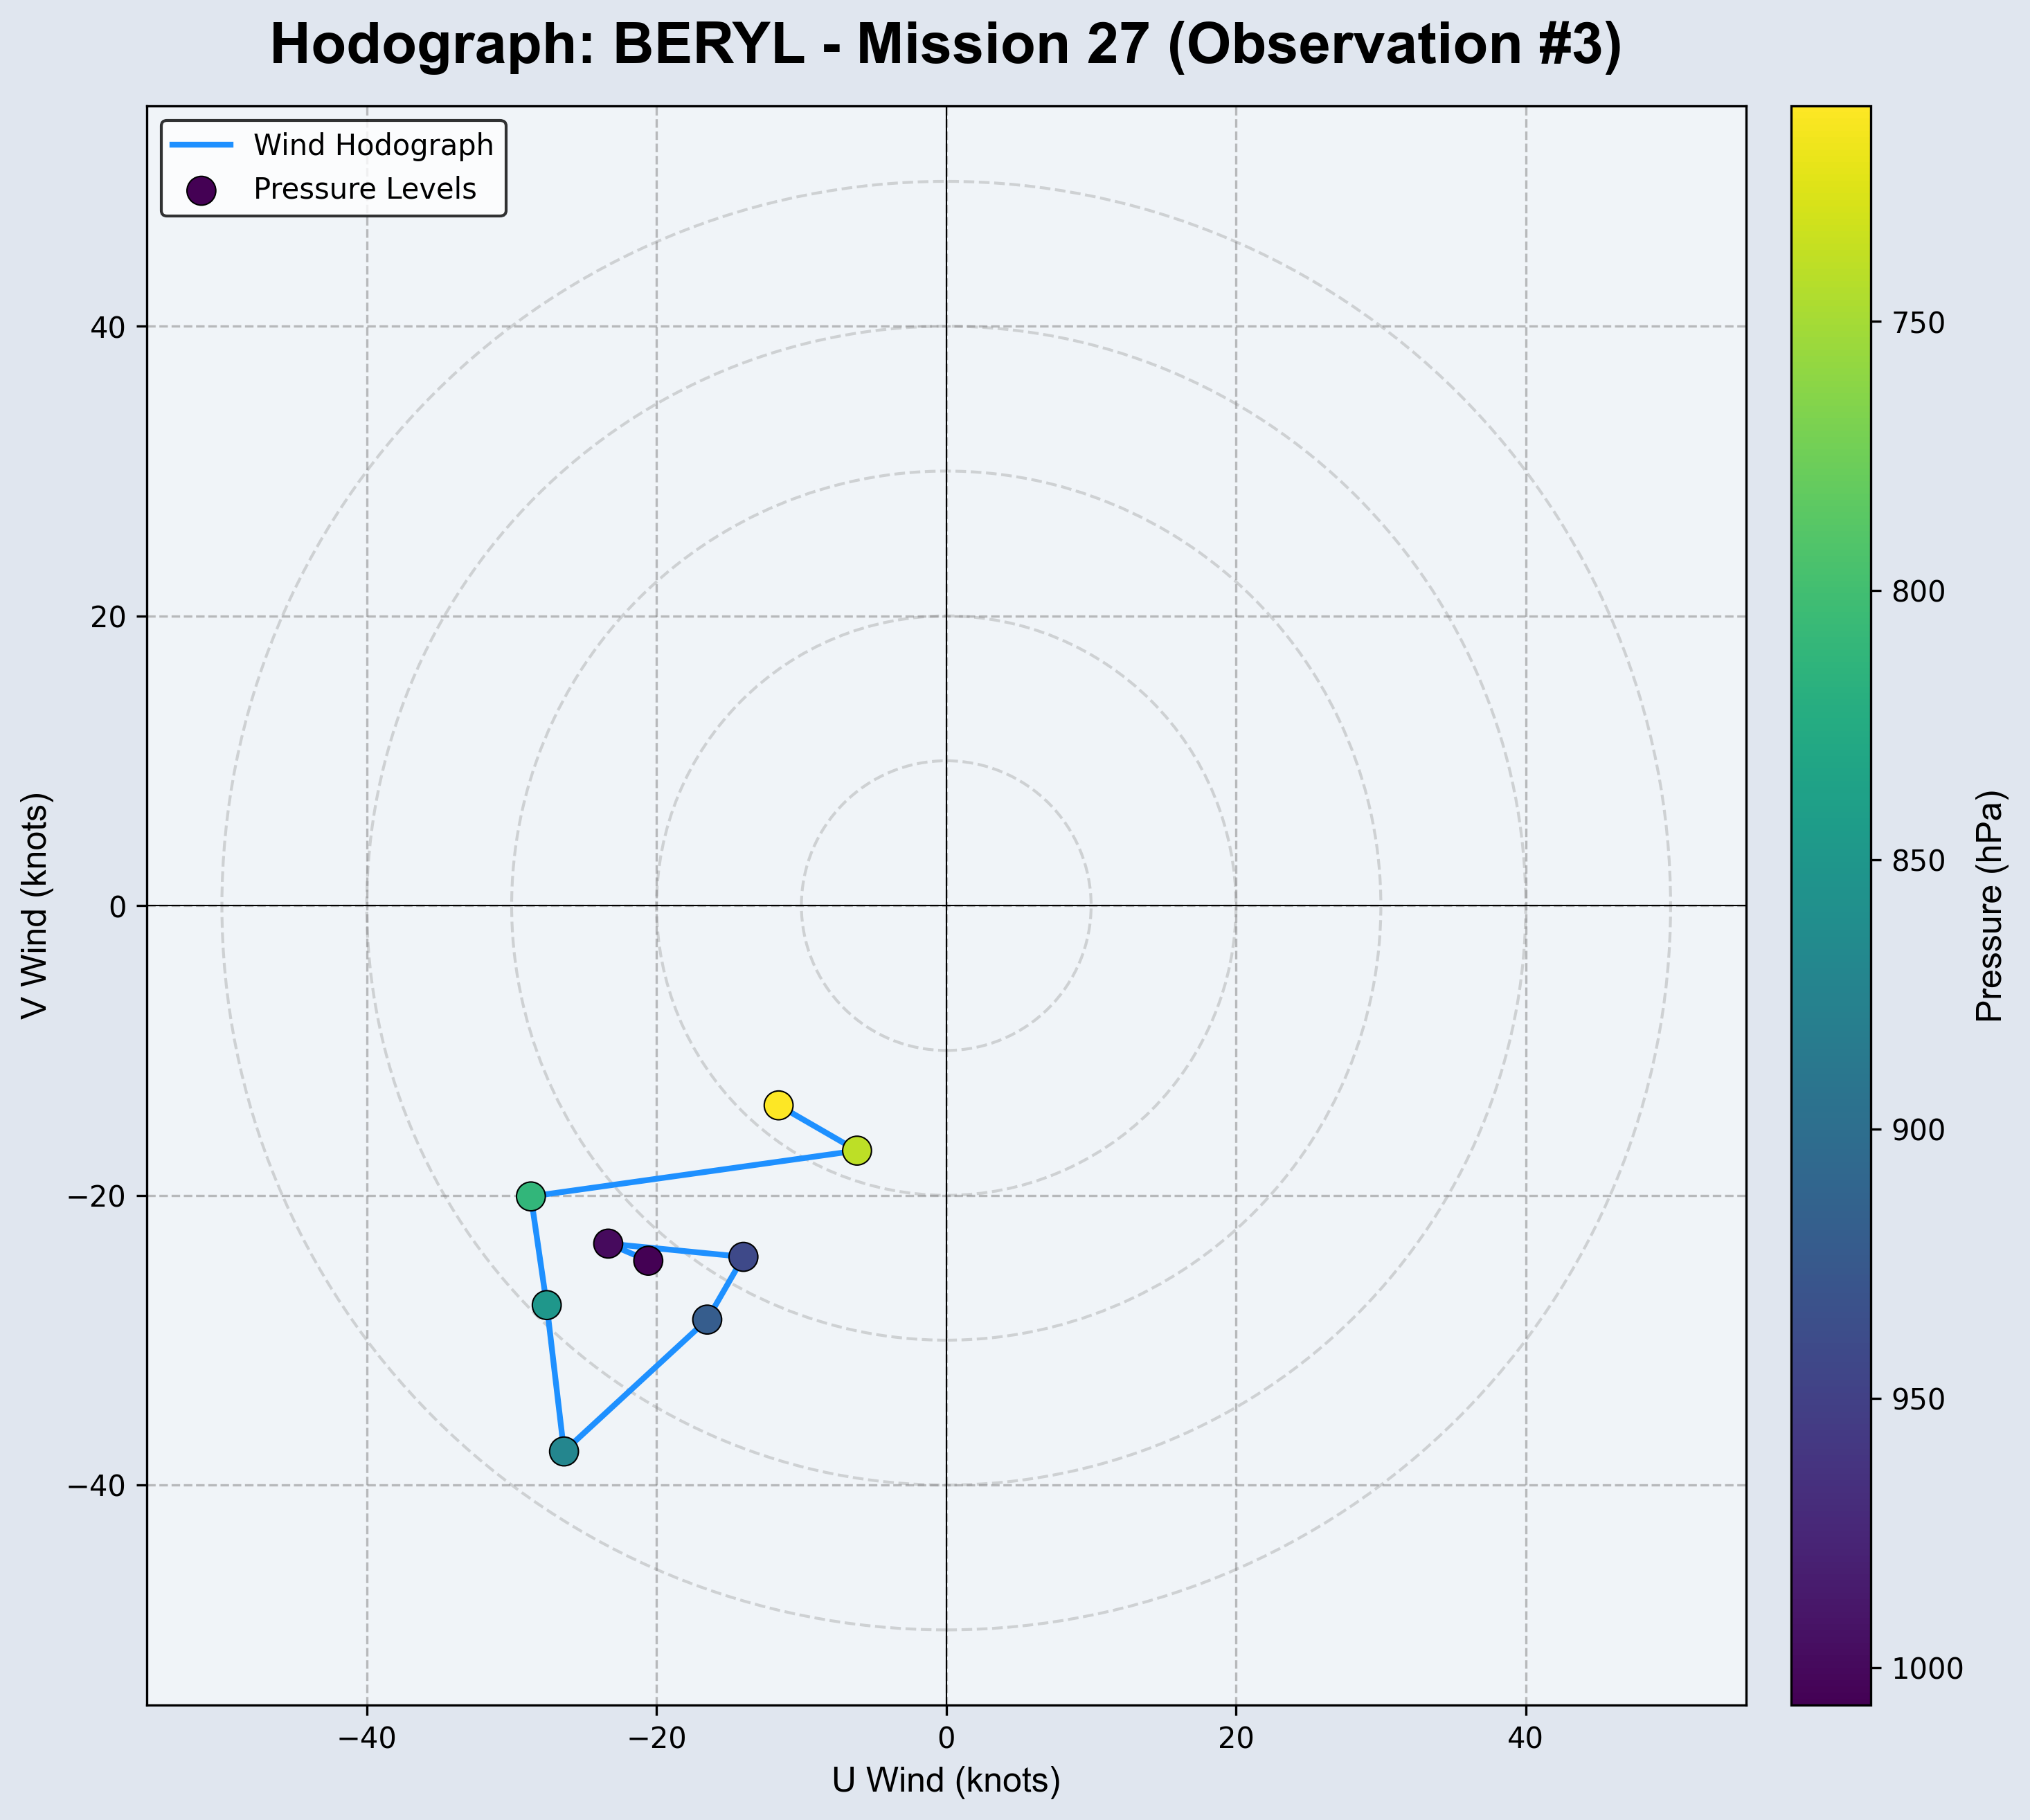 Hodograph: BERYL - Mission 27 (Observation #3)
Wind Hodograph
Pressure Levels
40
20
0
−20
−40
V Wind (knots)
−40
−20
0
20
40
U Wind (knots)
750
800
850
900
950
1000
Pressure (hPa)